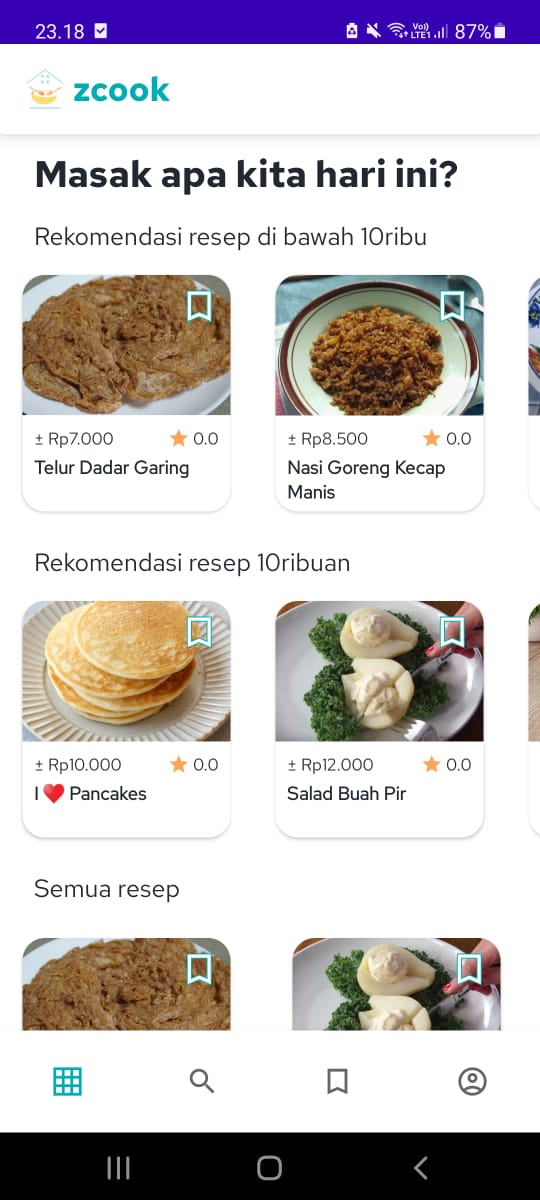 23.18
Vo))
LTE1
87%
zcook
Masak apa kita hari ini?
Rekomendasi resep di bawah 10ribu
± Rp7.000 0.0
Telur Dadar Garing
± Rp8.500 0.0
Nasi Goreng Kecap
Manis
Rekomendasi resep 10ribuan
± Rp10.000 0.0
I ❤️ Pancakes
± Rp12.000 0.0
Salad Buah Pir
Semua resep